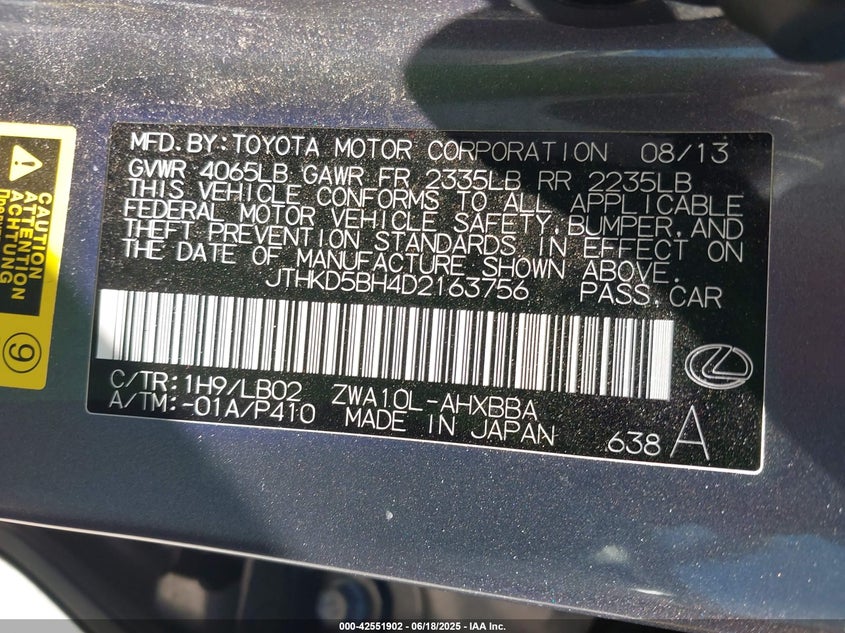 MFD.BY:TOYOTA MOTOR CORPORATION 08/13
GVWR 4065LB GAWR FR 2335LB RR 2235LB
THIS VEHICLE CONFORMS TO ALL APPLICABLE
FEDERAL MOTOR VEHICLE SAFETY,BUMPER,AND
THEFT PREVENTION STANDARDS IN EFFECT ON
THE DATE OF MANUFACTURE SHOWN ABOVE.
JTHKD5BH4D2163756 PASS.CAR
C/TR:1H9/LB02 ZWA10L-AHXBBA
A/TM:-01A/P410 MADE IN JAPAN
638 A
CAUTION
ATTENTION
ACHTUNG
9
000-42551902 - 06/18/2025 - IAA Inc.